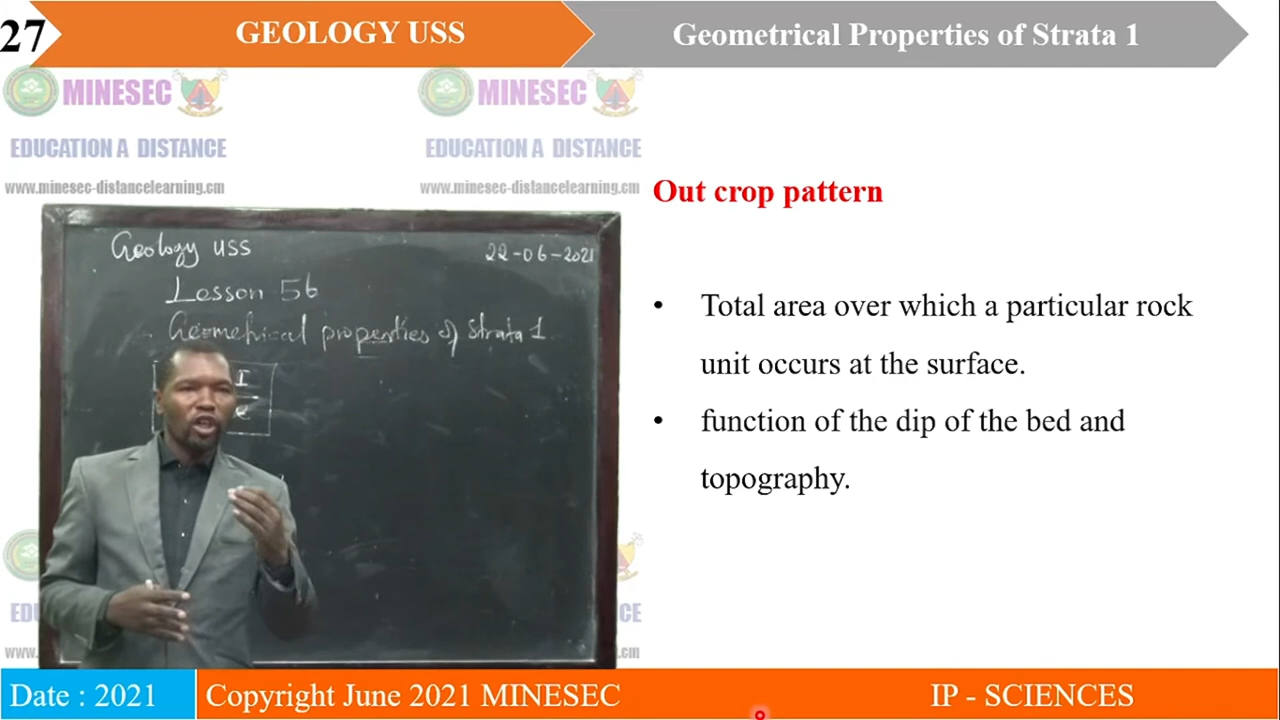 27
GEOLOGY USS
Geometrical Properties of Strata 1
MINESEC
MINESEC
EDUCATION A DISTANCE
EDUCATION A DISTANCE
www.minesec-distancelearning.cm
www.minesec-distancelearning.cm
Out crop pattern
Geology USS
22-06-2021
Lesson 56
Geometrical properties of Strata 1
• Total area over which a particular rock
unit occurs at the surface.
• function of the dip of the bed and
topography.
Date : 2021
Copyright June 2021 MINESEC
IP - SCIENCES